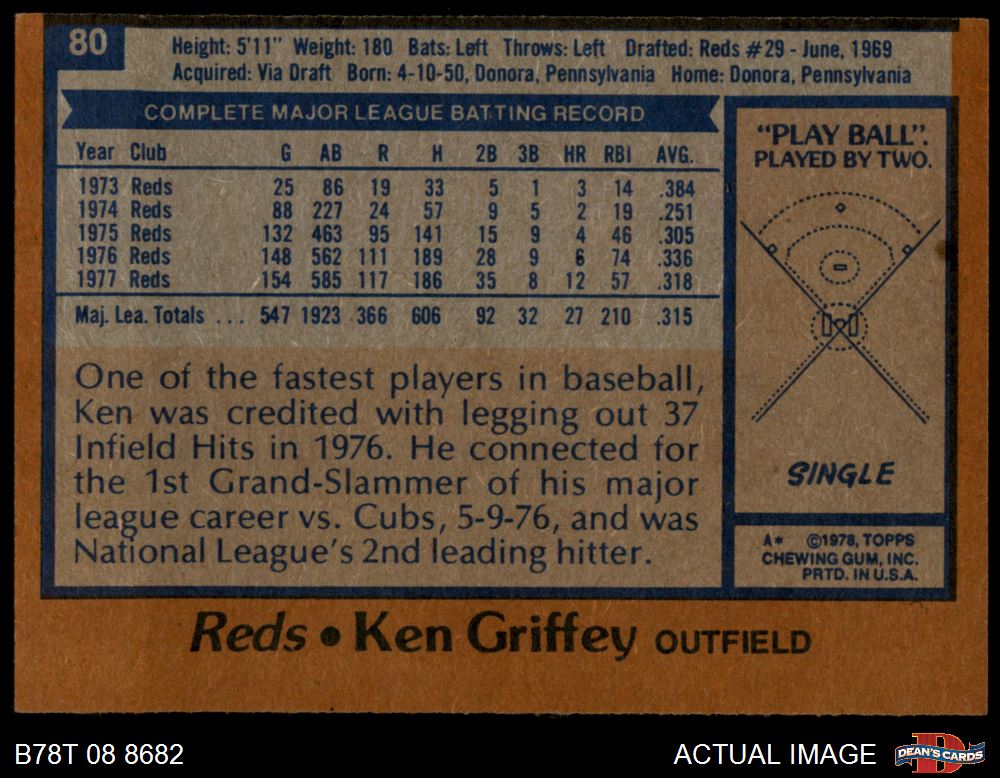 80
Height: 5'11" Weight: 180 Bats: Left Throws: Left Drafted: Reds #29 - June, 1969
Acquired: Via Draft Born: 4-10-50, Donora, Pennsylvania Home: Donora, Pennsylvania
COMPLETE MAJOR LEAGUE BATTING RECORD
Year Club G AB R H 2B 3B HR RBI AVG.
1973 Reds 25 86 19 33 5 1 3 14 .384
1974 Reds 88 227 24 57 9 5 2 19 .251
1975 Reds 132 463 95 141 15 9 4 46 .305
1976 Reds 148 562 111 189 28 9 6 74 .336
1977 Reds 154 585 117 186 35 8 12 57 .318
Maj. Lea. Totals ... 547 1923 366 606 92 32 27 210 .315
One of the fastest players in baseball,
Ken was credited with legging out 37
Infield Hits in 1976. He connected for
the 1st Grand-Slammer of his major
league career vs. Cubs, 5-9-76, and was
National League's 2nd leading hitter.
"PLAY BALL":
PLAYED BY TWO.
SINGLE
A* ©1978, TOPPS
CHEWING GUM, INC.
PRTD. IN U.S.A.
Reds • Ken Griffey OUTFIELD
B78T 08 8682
ACTUAL IMAGE
DEAN'S CARDS